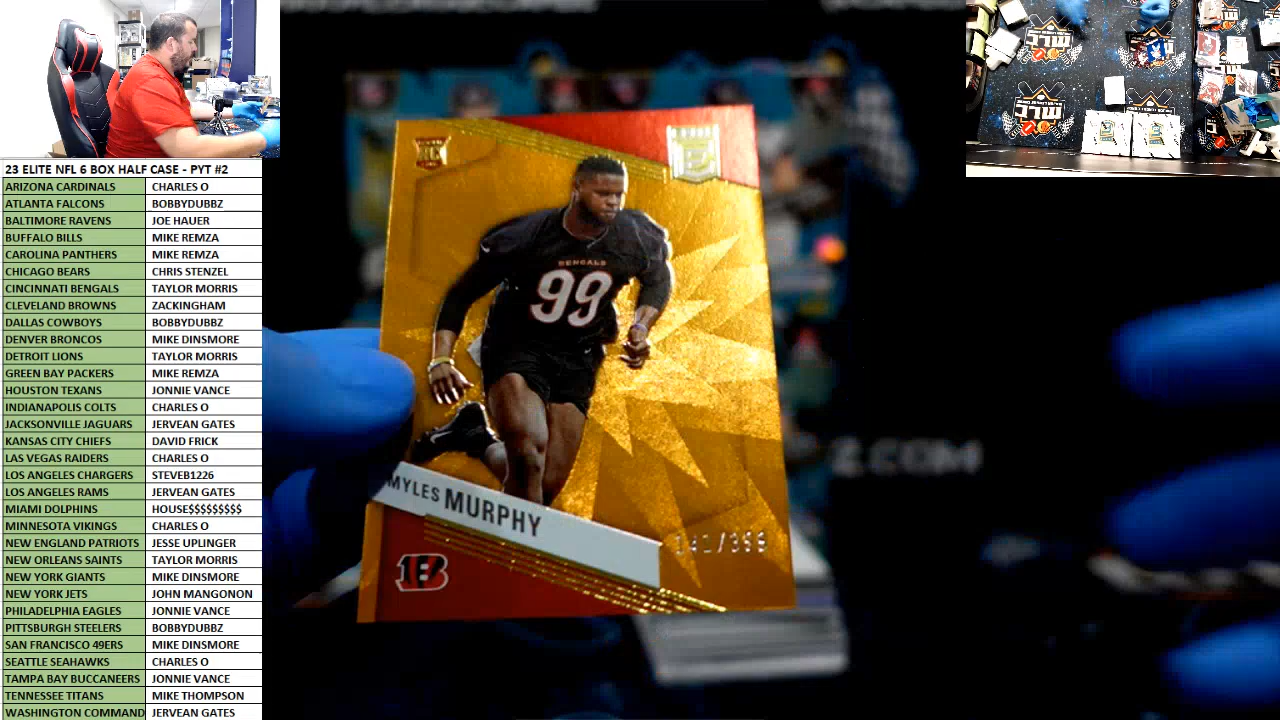 23 ELITE NFL 6 BOX HALF CASE - PYT #2
ARIZONA CARDINALS CHARLES O
ATLANTA FALCONS BOBBYDUBBZ
BALTIMORE RAVENS JOE HAUER
BUFFALO BILLS MIKE REMZA
CAROLINA PANTHERS MIKE REMZA
CHICAGO BEARS CHRIS STENZEL
CINCINNATI BENGALS TAYLOR MORRIS
CLEVELAND BROWNS ZACKINGHAM
DALLAS COWBOYS BOBBYDUBBZ
DENVER BRONCOS MIKE DINSMORE
DETROIT LIONS TAYLOR MORRIS
GREEN BAY PACKERS MIKE REMZA
HOUSTON TEXANS JONNIE VANCE
INDIANAPOLIS COLTS CHARLES O
JACKSONVILLE JAGUARS JERVEAN GATES
KANSAS CITY CHIEFS DAVID FRICK
LAS VEGAS RAIDERS CHARLES O
LOS ANGELES CHARGERS STEVEB1226
LOS ANGELES RAMS JERVEAN GATES
MIAMI DOLPHINS HOUSE$$$$$$$$$
MINNESOTA VIKINGS CHARLES O
NEW ENGLAND PATRIOTS JESSE UPLINGER
NEW ORLEANS SAINTS TAYLOR MORRIS
NEW YORK GIANTS MIKE DINSMORE
NEW YORK JETS JOHN MANGONON
PHILADELPHIA EAGLES JONNIE VANCE
PITTSBURGH STEELERS BOBBYDUBBZ
SAN FRANCISCO 49ERS MIKE DINSMORE
SEATTLE SEAHAWKS CHARLES O
TAMPA BAY BUCCANEERS JONNIE VANCE
TENNESSEE TITANS MIKE THOMPSON
WASHINGTON COMMAND JERVEAN GATES
BENGALS
99
MYLES MURPHY
B
.COM